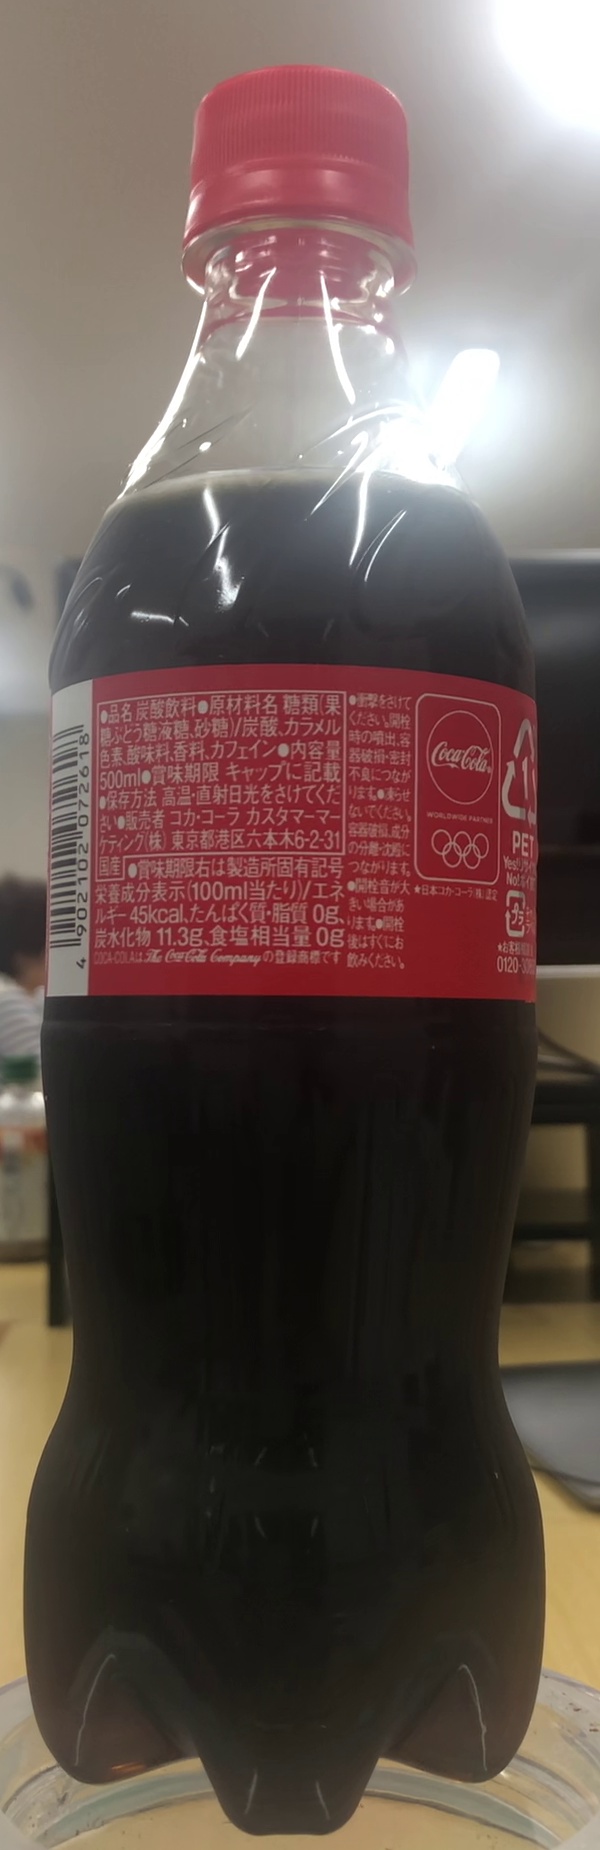 4 902102 072618
●品名 炭酸飲料●原材料名 糖類(果
糖ぶどう糖液糖、砂糖)/炭酸、カラメル
色素、酸味料、香料、カフェイン●内容量
500ml●賞味期限 キャップに記載
●保存方法 高温・直射日光をさけてくだ
さい●販売者 コカ・コーラ カスタマーマー
ケティング(株) 東京都港区六本木6-2-31
国産 ●賞味期限右は製造所固有記号
栄養成分表示(100ml当たり)/エネ
ルギー 45kcal、たんぱく質・脂質 0g、
炭水化物 11.3g、食塩相当量 0g
COCA-COLAは The Coca-Cola Company の登録商標です
●衝撃をさけて
ください。開栓
時の噴出、容
器破損・密封
不良につなが
ります。●凍らせ
ないでください。
容器破損、成分
の分離・沈殿に
つながります。
●開栓音が大
きい場合があ
ります。●開栓
後はすぐにお
飲みください。
Coca-Cola
WORLDWIDE PARTNER
★日本コカ・コーラ(株)認定
1
PET
Yes!
No!
プラ
★お客様
0120-